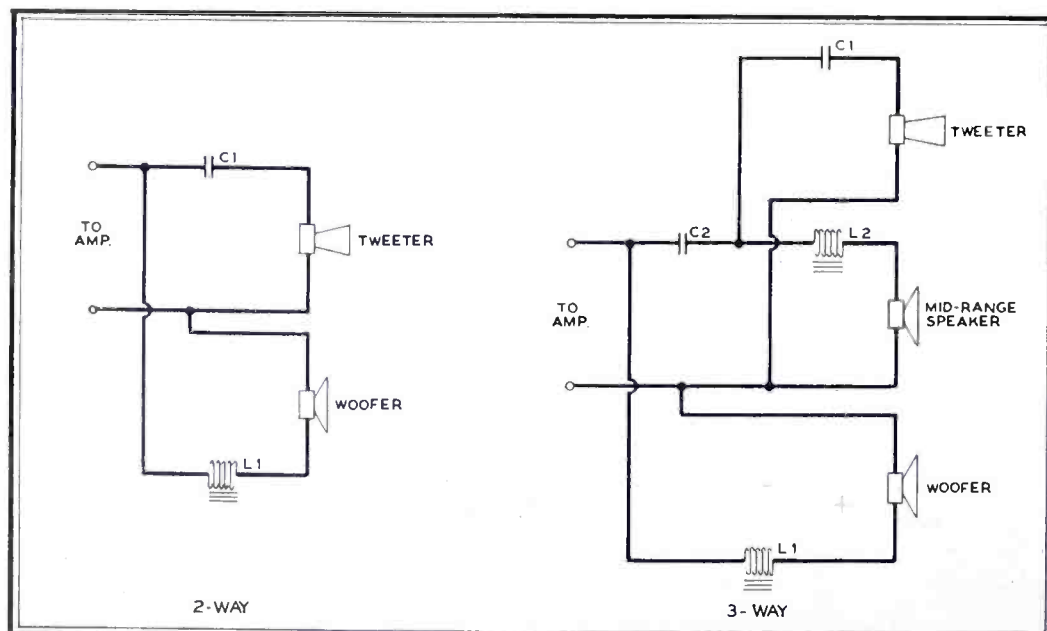 C1
TWEETER
TO
AMP.
WOOFER
L1
2-WAY
C1
TWEETER
C2
L2
TO
AMP.
MID-RANGE
SPEAKER
WOOFER
L1
3-WAY